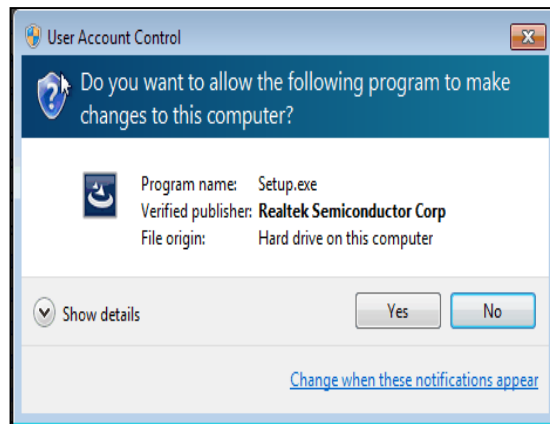 User Account Control
Do you want to allow the following program to make
changes to this computer?
Program name: Setup.exe
Verified publisher: Realtek Semiconductor Corp
File origin: Hard drive on this computer
Show details
Yes No
Change when these notifications appear